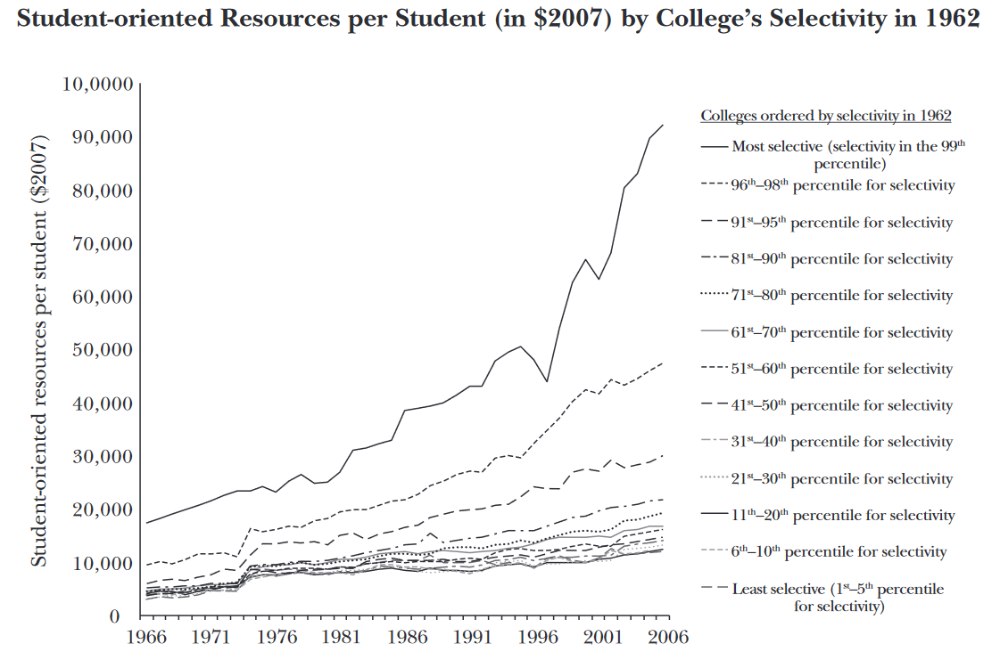 Student-oriented Resources per Student (in $2007) by College's Selectivity in 1962
Student-oriented resources per student ($2007)
10,0000
90,000
80,000
70,000
60,000
50,000
40,000
30,000
20,000
10,000
0
1966 1971 1976 1981 1986 1991 1996 2001 2006
Colleges ordered by selectivity in 1962
Most selective (selectivity in the 99th
percentile)
96th–98th percentile for selectivity
91st–95th percentile for selectivity
81st–90th percentile for selectivity
71st–80th percentile for selectivity
61st–70th percentile for selectivity
51st–60th percentile for selectivity
41st–50th percentile for selectivity
31st–40th percentile for selectivity
21st–30th percentile for selectivity
11th–20th percentile for selectivity
6th–10th percentile for selectivity
Least selective (1st–5th percentile
for selectivity)